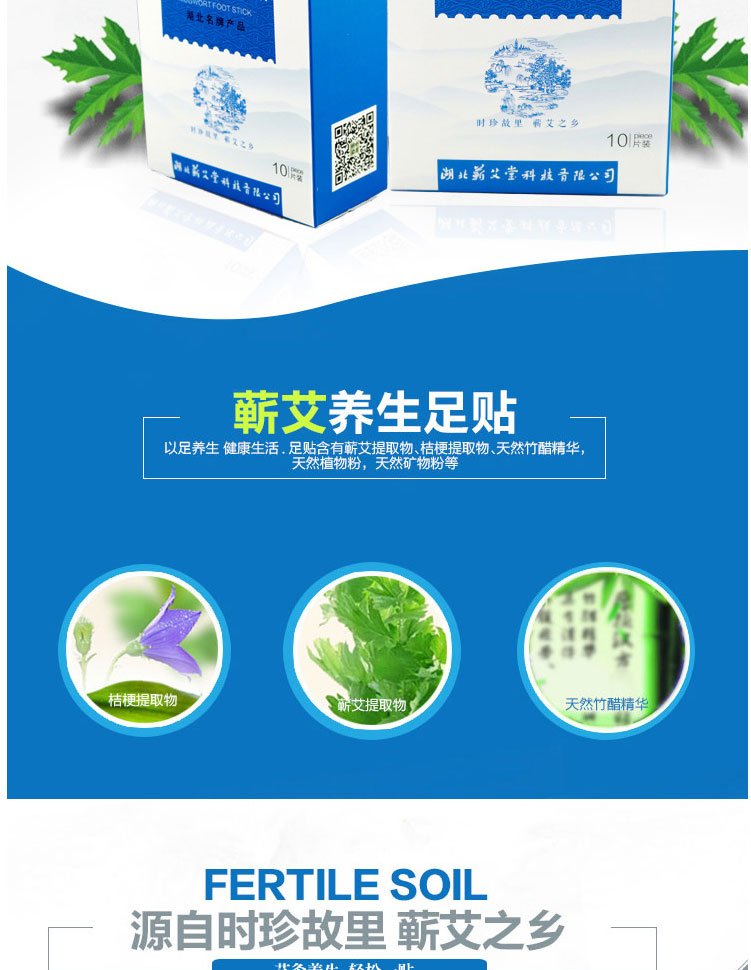 FOOT STICK
湖北名牌产品
时珍故里 蕲艾之乡
10 piece 片装
湖北蕲艾堂科技有限公司
时珍故里 蕲艾之乡
10 piece 片装
湖北蕲艾堂科技有限公司
蕲艾养生足贴
以足养生 健康生活 . 足贴含有蕲艾提取物、桔梗提取物、天然竹醋精华，
天然植物粉，天然矿物粉等
桔梗提取物
蕲艾提取物
天然竹醋精华
FERTILE SOIL
源自时珍故里 蕲艾之乡